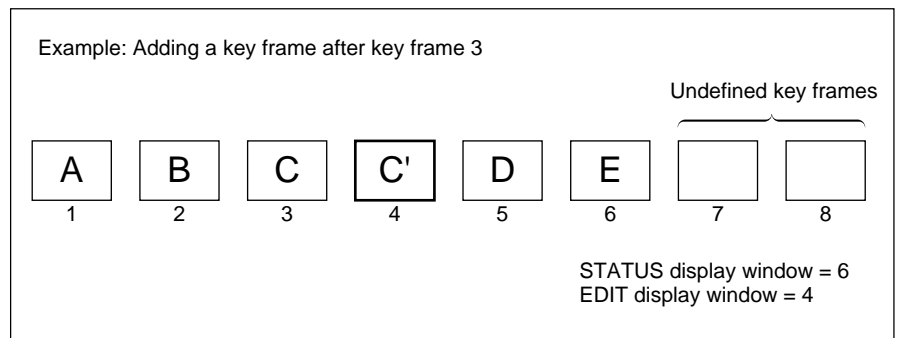 Example: Adding a key frame after key frame 3
Undefined key frames
A B C C' D E
1 2 3 4 5 6 7 8
STATUS display window = 6
EDIT display window = 4